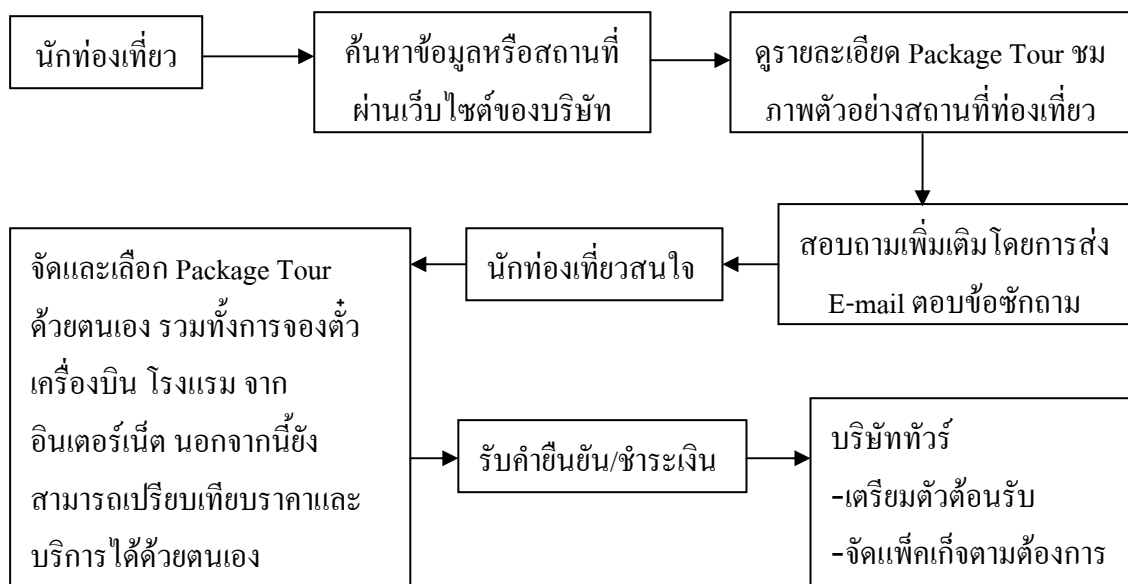 นักท่องเที่ยว
ค้นหาข้อมูลหรือสถานที่
ผ่านเว็บไซต์ของบริษัท
ดูรายละเอียด Package Tour ชม
ภาพตัวอย่างสถานที่ท่องเที่ยว
สอบถามเพิ่มเติมโดยการส่ง
E-mail ตอบข้อซักถาม
นักท่องเที่ยวสนใจ
จัดและเลือก Package Tour
ด้วยตนเอง รวมทั้งการจองตั๋ว
เครื่องบิน โรงแรม จาก
อินเตอร์เน็ต นอกจากนี้ยัง
สามารถเปรียบเทียบราคาและ
บริการได้ด้วยตนเอง
รับคำยืนยัน/ชำระเงิน
บริษัททัวร์
-เตรียมตัวต้อนรับ
-จัดแพ็คเก็จตามต้องการ